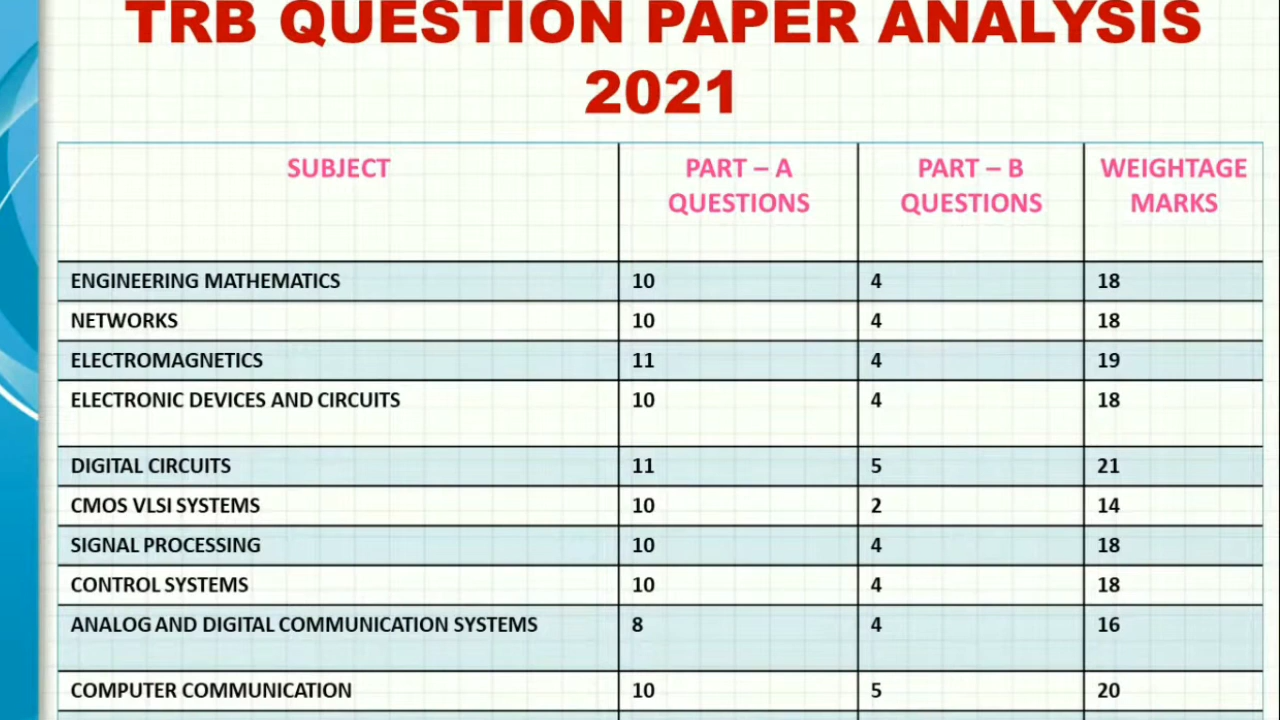 TRB QUESTION PAPER ANALYSIS
2021
SUBJECT PART – A QUESTIONS PART – B QUESTIONS WEIGHTAGE MARKS
ENGINEERING MATHEMATICS 10 4 18
NETWORKS 10 4 18
ELECTROMAGNETICS 11 4 19
ELECTRONIC DEVICES AND CIRCUITS 10 4 18
DIGITAL CIRCUITS 11 5 21
CMOS VLSI SYSTEMS 10 2 14
SIGNAL PROCESSING 10 4 18
CONTROL SYSTEMS 10 4 18
ANALOG AND DIGITAL COMMUNICATION SYSTEMS 8 4 16
COMPUTER COMMUNICATION 10 5 20